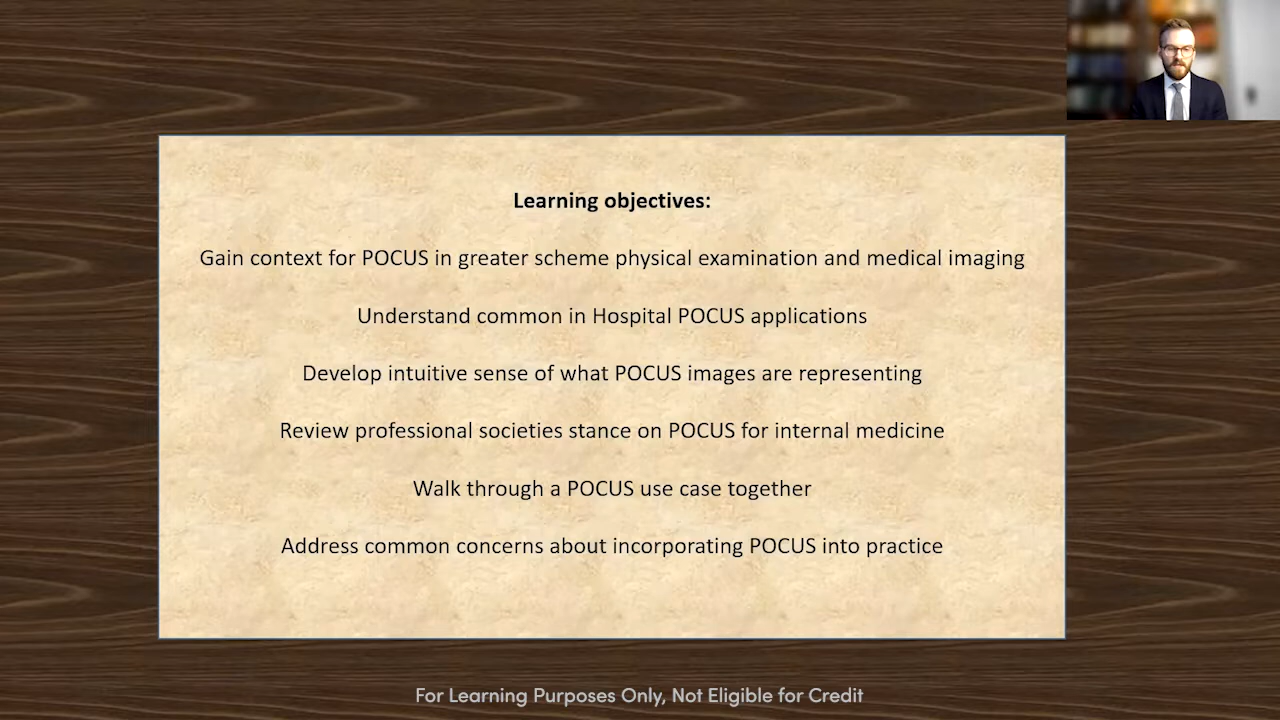 Learning objectives:
Gain context for POCUS in greater scheme physical examination and medical imaging
Understand common in Hospital POCUS applications
Develop intuitive sense of what POCUS images are representing
Review professional societies stance on POCUS for internal medicine
Walk through a POCUS use case together
Address common concerns about incorporating POCUS into practice
For Learning Purposes Only, Not Eligible for Credit